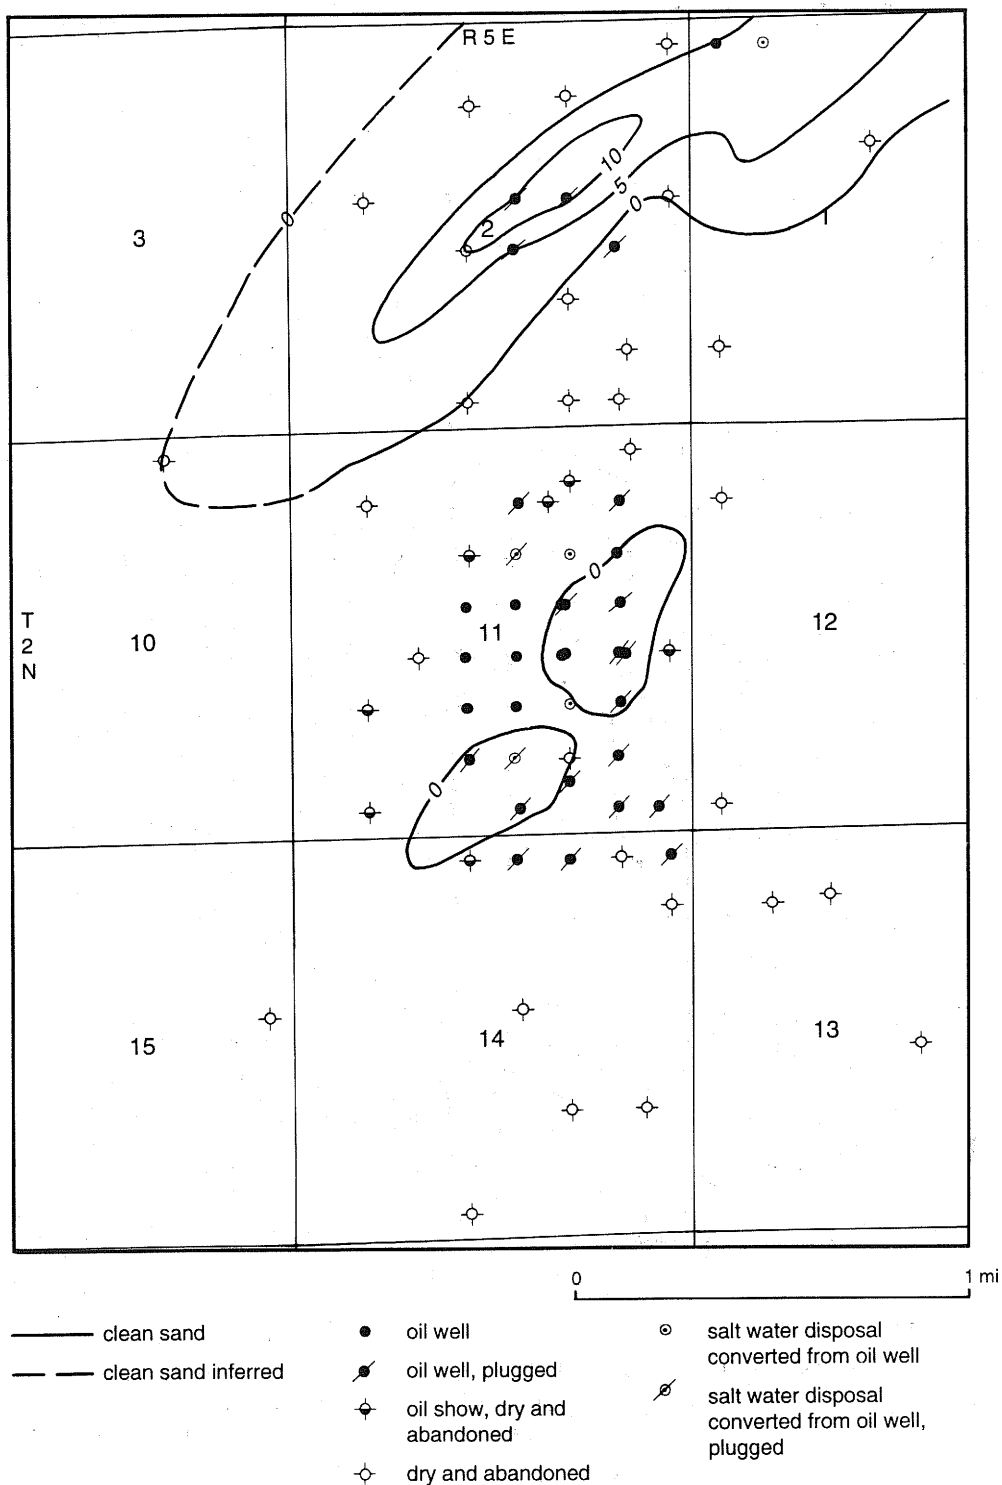 R 5 E
10
5
0
0
2
3
1
0
T
2
N
10
11
12
0
15
14
13
0
1 mi
clean sand
clean sand inferred
oil well
oil well, plugged
oil show, dry and
abandoned
dry and abandoned
salt water disposal
converted from oil well
salt water disposal
converted from oil well,
plugged